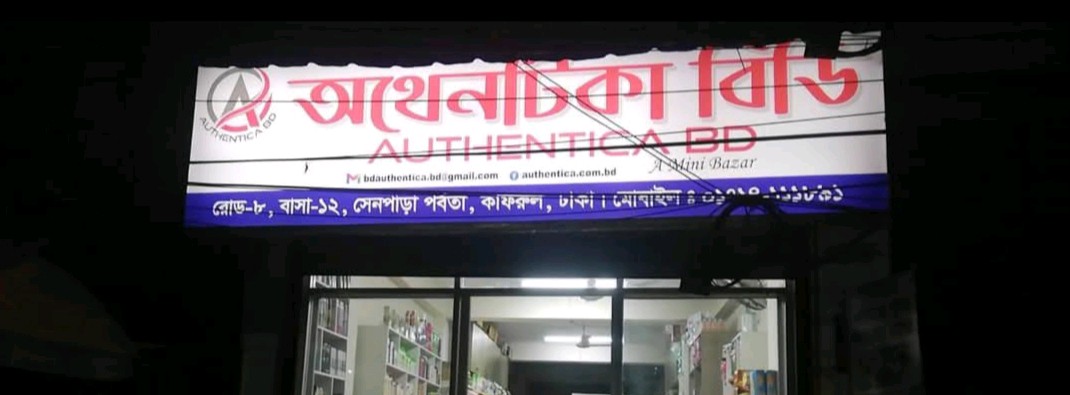 অথেনটিকা বিডি
AUTHENTICA BD
AUTHENTICA BD
A Mini Bazar
bdauthentica.bd@gmail.com authentica.com.bd
রোড-৮, বাসা-১২, সেনপাড়া পর্বতা, কাফরুল, ঢাকা। মোবাইল ঃ